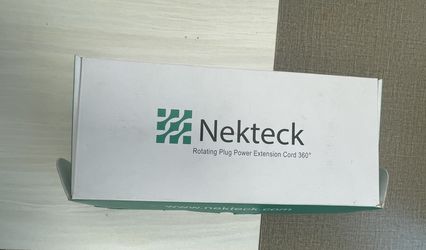 Nekteck
Rotating Plug Power Extension Cord 360°
www.nekteck.com